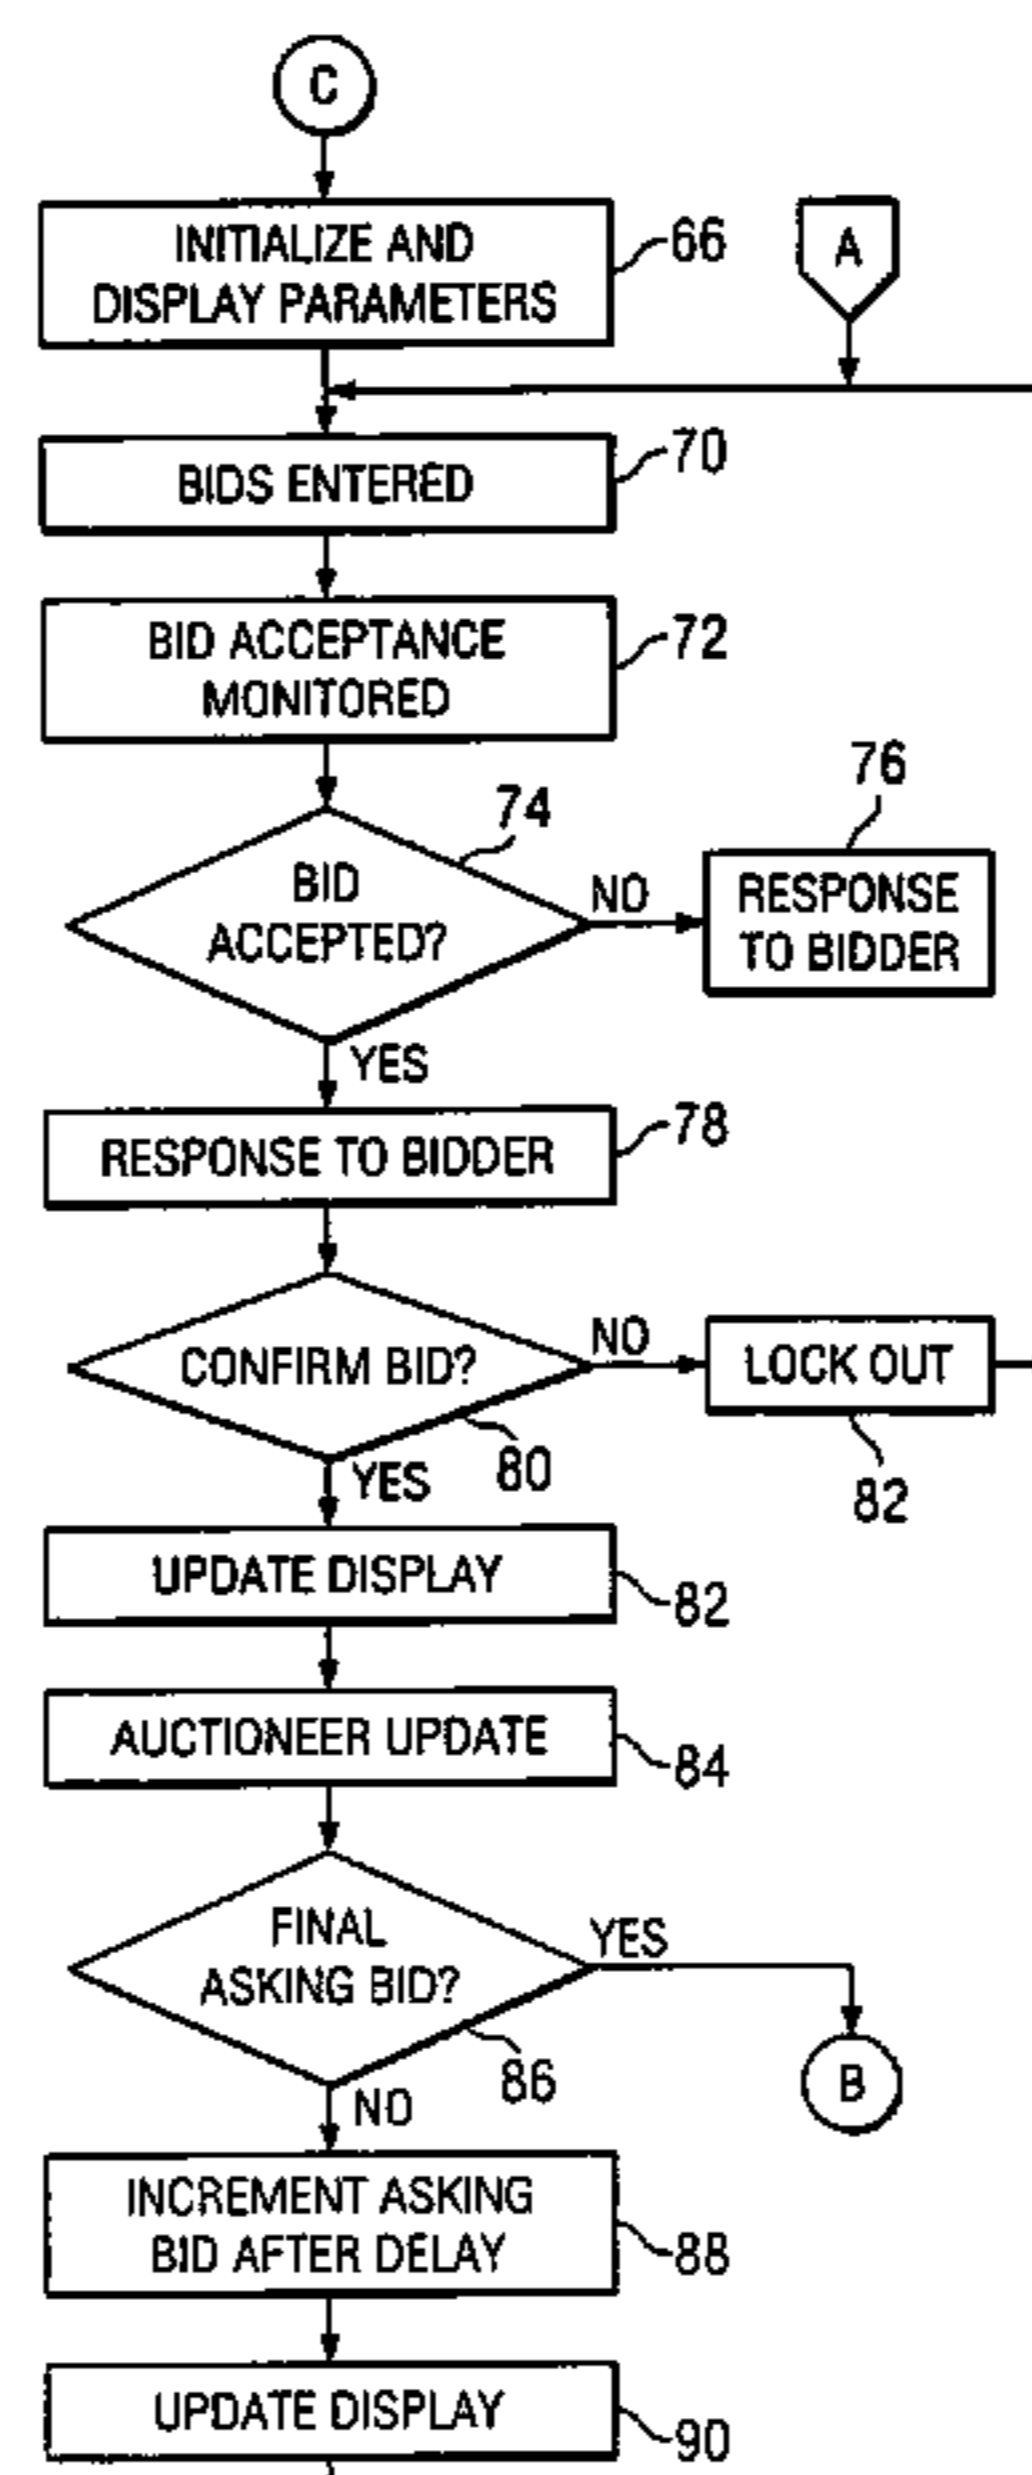 C
INITIALIZE AND
DISPLAY PARAMETERS
66
A
BIDS ENTERED
70
BID ACCEPTANCE
MONITORED
72
74
BID
ACCEPTED?
NO
76
RESPONSE
TO BIDDER
YES
RESPONSE TO BIDDER
78
CONFIRM BID?
NO
LOCK OUT
80
82
YES
UPDATE DISPLAY
82
AUCTIONEER UPDATE
84
FINAL
ASKING BID?
YES
86
B
NO
INCREMENT ASKING
BID AFTER DELAY
88
UPDATE DISPLAY
90